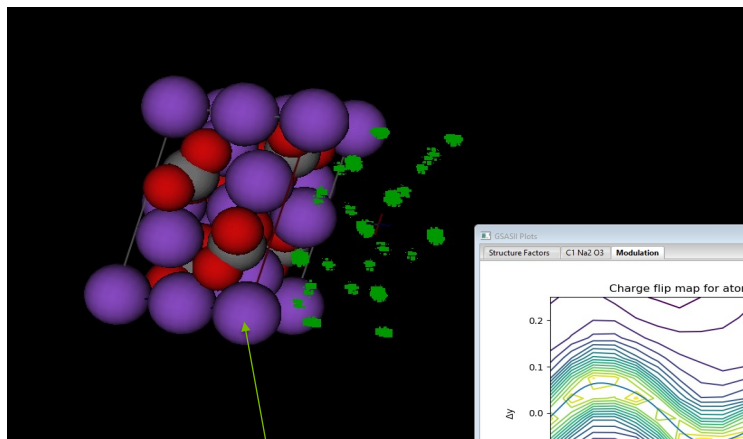 GSASII Plots
Structure Factors C1 Na2 O3 Modulation
Charge flip map for ator
0.2
0.1
Δy
0.0